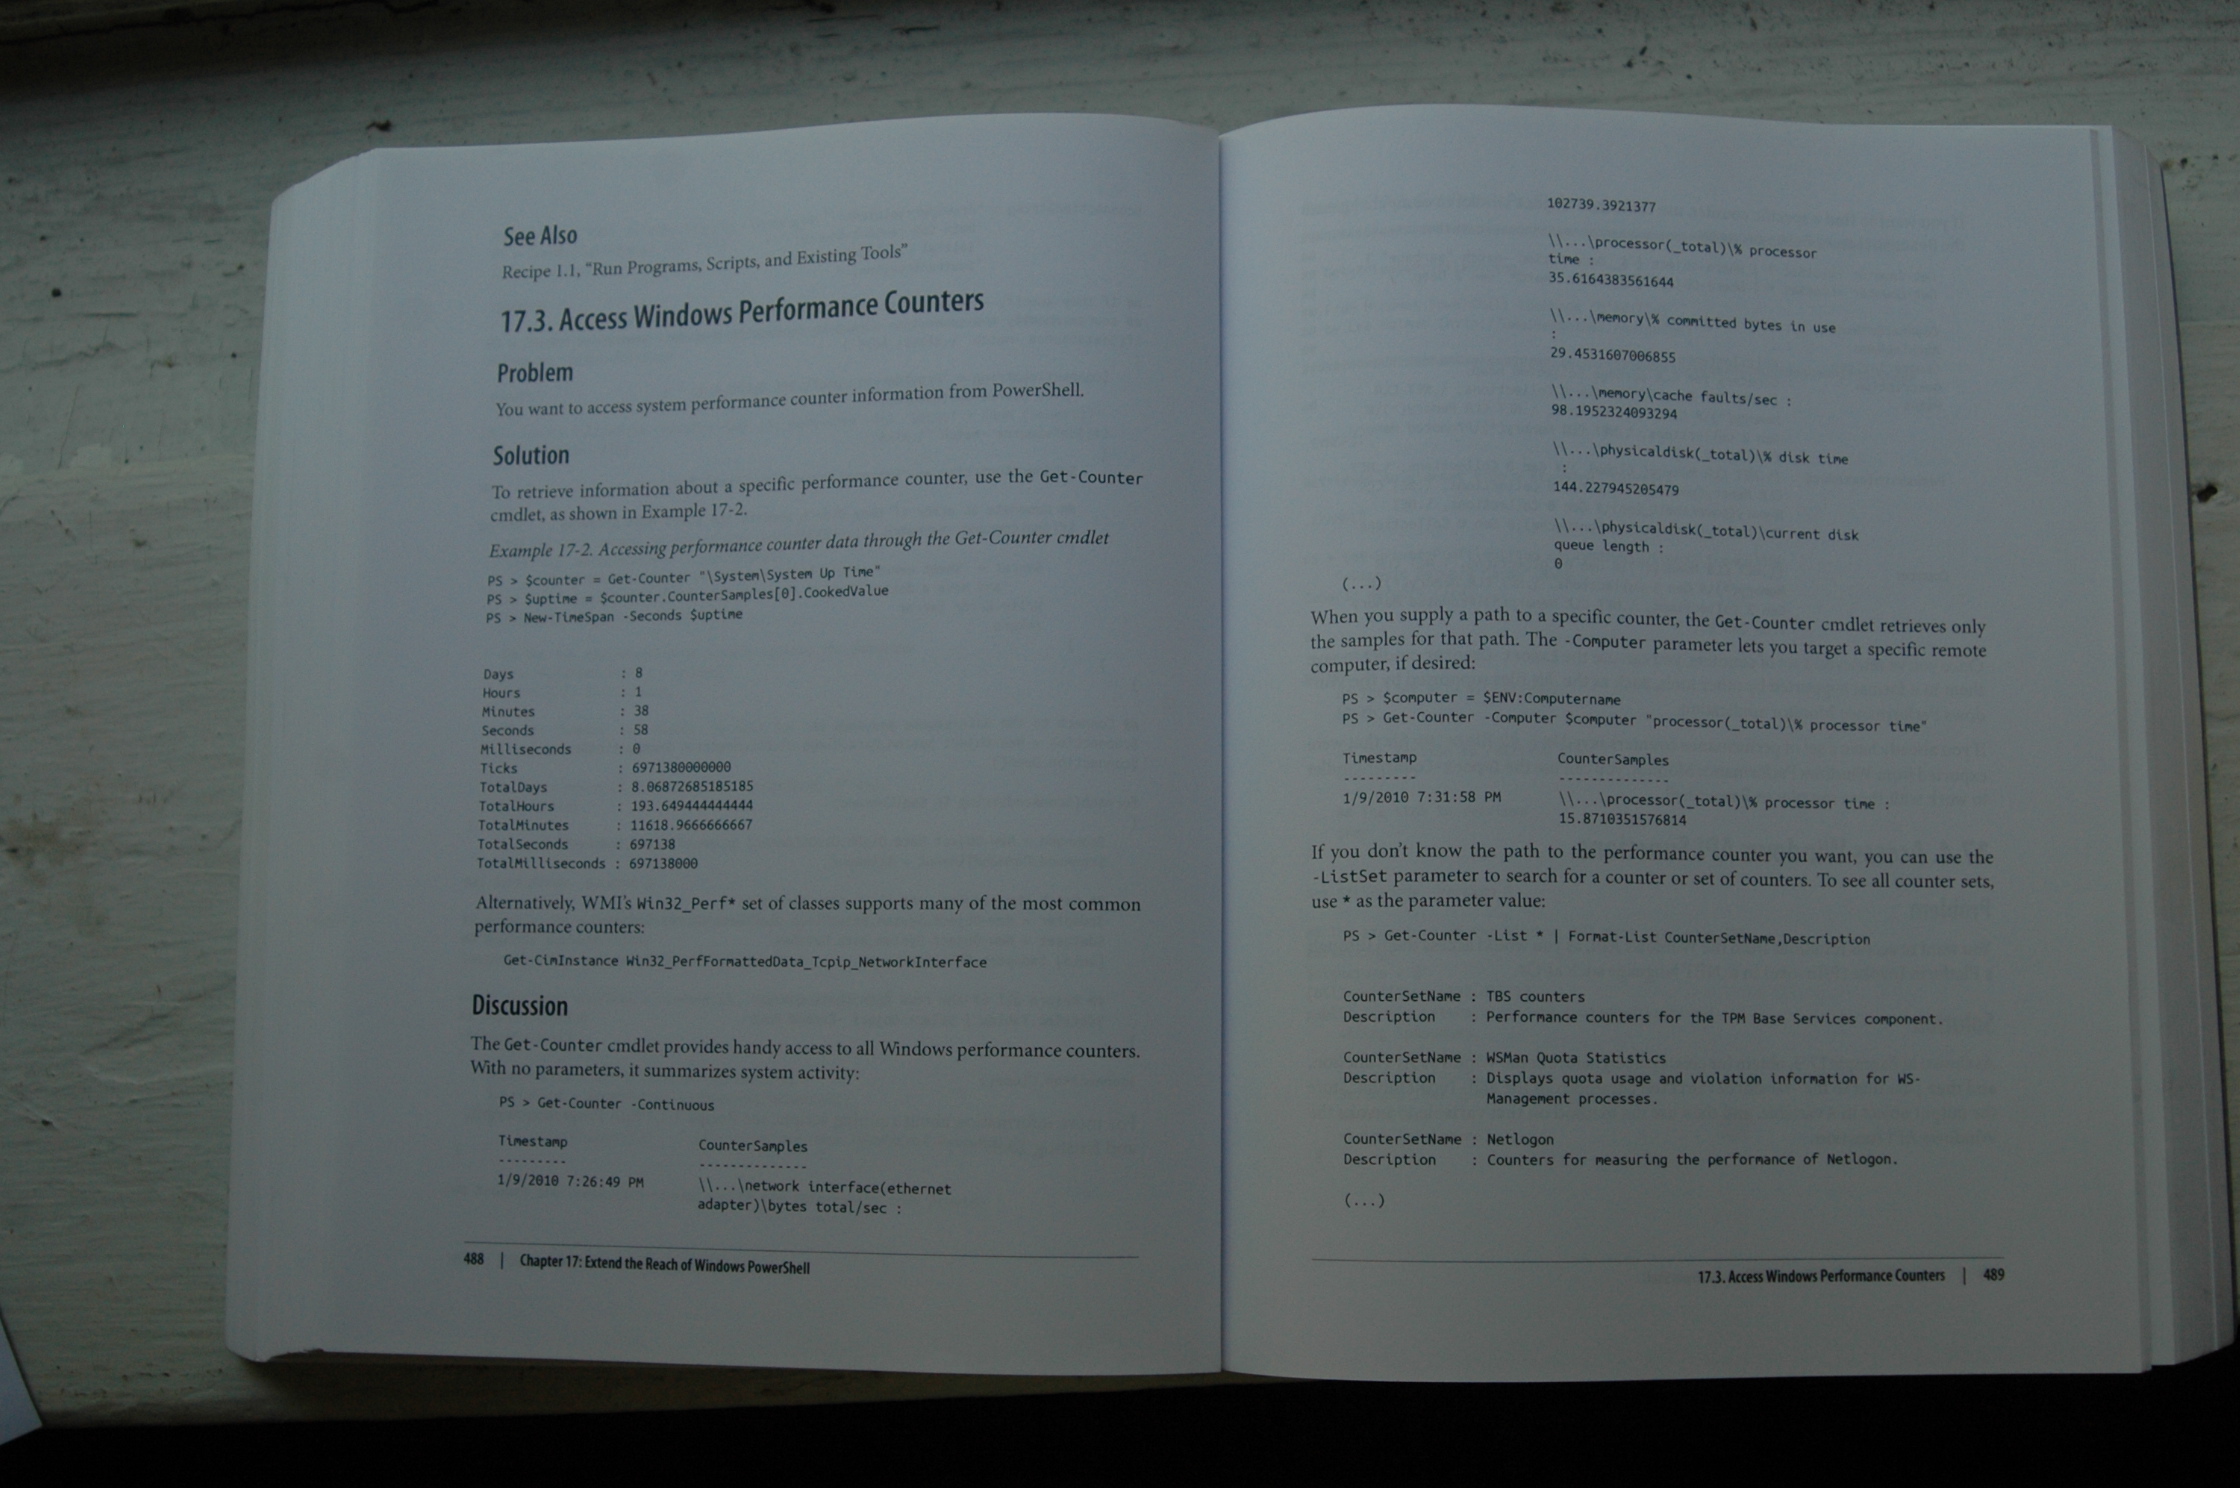 See Also
Recipe 1.1, “Run Programs, Scripts, and Existing Tools”
17.3. Access Windows Performance Counters
Problem
You want to access system performance counter information from PowerShell.
Solution
To retrieve information about a specific performance counter, use the Get-Counter
cmdlet, as shown in Example 17-2.
Example 17-2. Accessing performance counter data through the Get-Counter cmdlet
PS > $counter = Get-Counter "\System\System Up Time"
PS > $uptime = $counter.CounterSamples[0].CookedValue
PS > New-TimeSpan -Seconds $uptime
Days : 8
Hours : 1
Minutes : 38
Seconds : 58
Milliseconds : 0
Ticks : 6971380000000
TotalDays : 8.06872685185185
TotalHours : 193.649444444444
TotalMinutes : 11618.9666666667
TotalSeconds : 697138
TotalMilliseconds : 697138000
Alternatively, WMI’s Win32_Perf* set of classes supports many of the most common
performance counters:
Get-CimInstance Win32_PerfFormattedData_Tcpip_NetworkInterface
Discussion
The Get-Counter cmdlet provides handy access to all Windows performance counters.
With no parameters, it summarizes system activity:
PS > Get-Counter -Continuous
Timestamp CounterSamples
--------- --------------
1/9/2010 7:26:49 PM \\...\network interface(ethernet
adapter)\bytes total/sec :
488 | Chapter 17: Extend the Reach of Windows PowerShell
102739.3921377
\\...\processor(_total)\% processor
time :
35.6164383561644
\\...\memory\% committed bytes in use
:
29.4531607006855
\\...\memory\cache faults/sec :
98.1952324093294
\\...\physicaldisk(_total)\% disk time
:
144.227945205479
\\...\physicaldisk(_total)\current disk
queue length :
0
(...)
When you supply a path to a specific counter, the Get-Counter cmdlet retrieves only
the samples for that path. The -Computer parameter lets you target a specific remote
computer, if desired:
PS > $computer = $ENV:Computername
PS > Get-Counter -Computer $computer "processor(_total)\% processor time"
Timestamp CounterSamples
--------- --------------
1/9/2010 7:31:58 PM \\...\processor(_total)\% processor time :
15.8710351576814
If you don’t know the path to the performance counter you want, you can use the
-ListSet parameter to search for a counter or set of counters. To see all counter sets,
use * as the parameter value:
PS > Get-Counter -List * | Format-List CounterSetName,Description
CounterSetName : TBS counters
Description : Performance counters for the TPM Base Services component.
CounterSetName : WSMan Quota Statistics
Description : Displays quota usage and violation information for WS-
Management processes.
CounterSetName : Netlogon
Description : Counters for measuring the performance of Netlogon.
(...)
17.3. Access Windows Performance Counters | 489